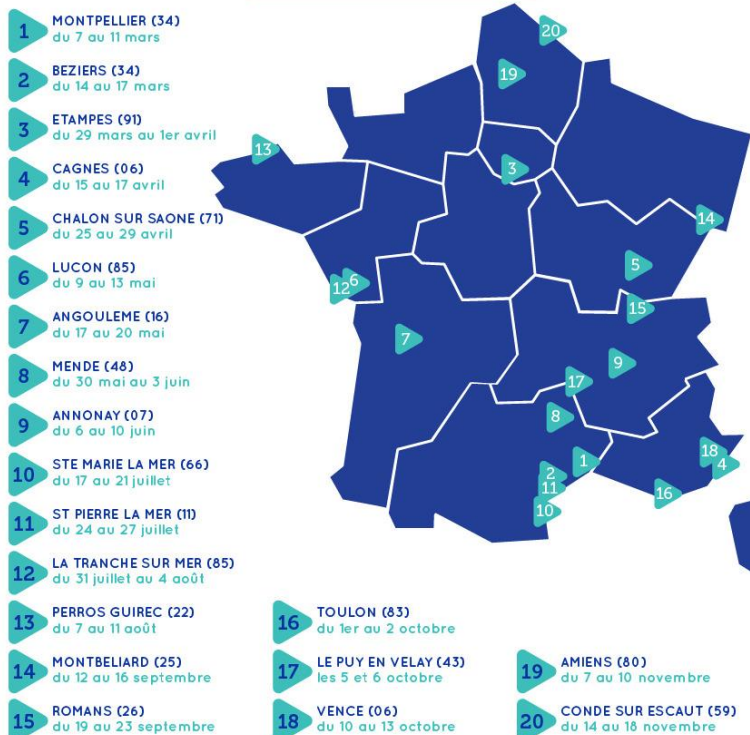 1
MONTPELLIER (34)
du 7 au 11 mars
2
BEZIERS (34)
du 14 au 17 mars
3
ETAMPES (91)
du 29 mars au 1er avril
4
CAGNES (06)
du 15 au 17 avril
5
CHALON SUR SAONE (71)
du 25 au 29 avril
6
LUCON (85)
du 9 au 13 mai
7
ANGOULEME (16)
du 17 au 20 mai
8
MENDE (48)
du 30 mai au 3 juin
9
ANNONAY (07)
du 6 au 10 juin
10
STE MARIE LA MER (66)
du 17 au 21 juillet
11
ST PIERRE LA MER (11)
du 24 au 27 juillet
12
LA TRANCHE SUR MER (85)
du 31 juillet au 4 août
13
PERROS GUIREC (22)
du 7 au 11 août
14
MONTBELIARD (25)
du 12 au 16 septembre
15
ROMANS (26)
du 19 au 23 septembre
16
TOULON (83)
du 1er au 2 octobre
17
LE PUY EN VELAY (43)
les 5 et 6 octobre
18
VENCE (06)
du 10 au 13 octobre
19
AMIENS (80)
du 7 au 10 novembre
20
CONDE SUR ESCAUT (59)
du 14 au 18 novembre
20
19
13
3
14
5
12
6
15
7
9
17
8
1
18
4
2
11
16
10